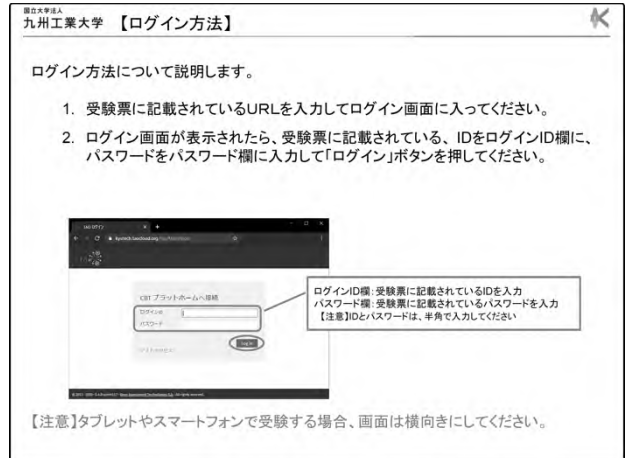 国立大学法人
九州工業大学 【ログイン方法】
ログイン方法について説明します。
1. 受験票に記載されているURLを入力してログイン画面に入ってください。
2. ログイン画面が表示されたら、受験票に記載されている、IDをログインID欄に、
パスワードをパスワード欄に入力して「ログイン」ボタンを押してください。
CBT プラットホームへ接続
ログインID
パスワード
Log in
ログインID欄:受験票に記載されているIDを入力
パスワード欄:受験票に記載されているパスワードを入力
【注意】IDとパスワードは、半角で入力してください
【注意】タブレットやスマートフォンで受験する場合、画面は横向きにしてください。